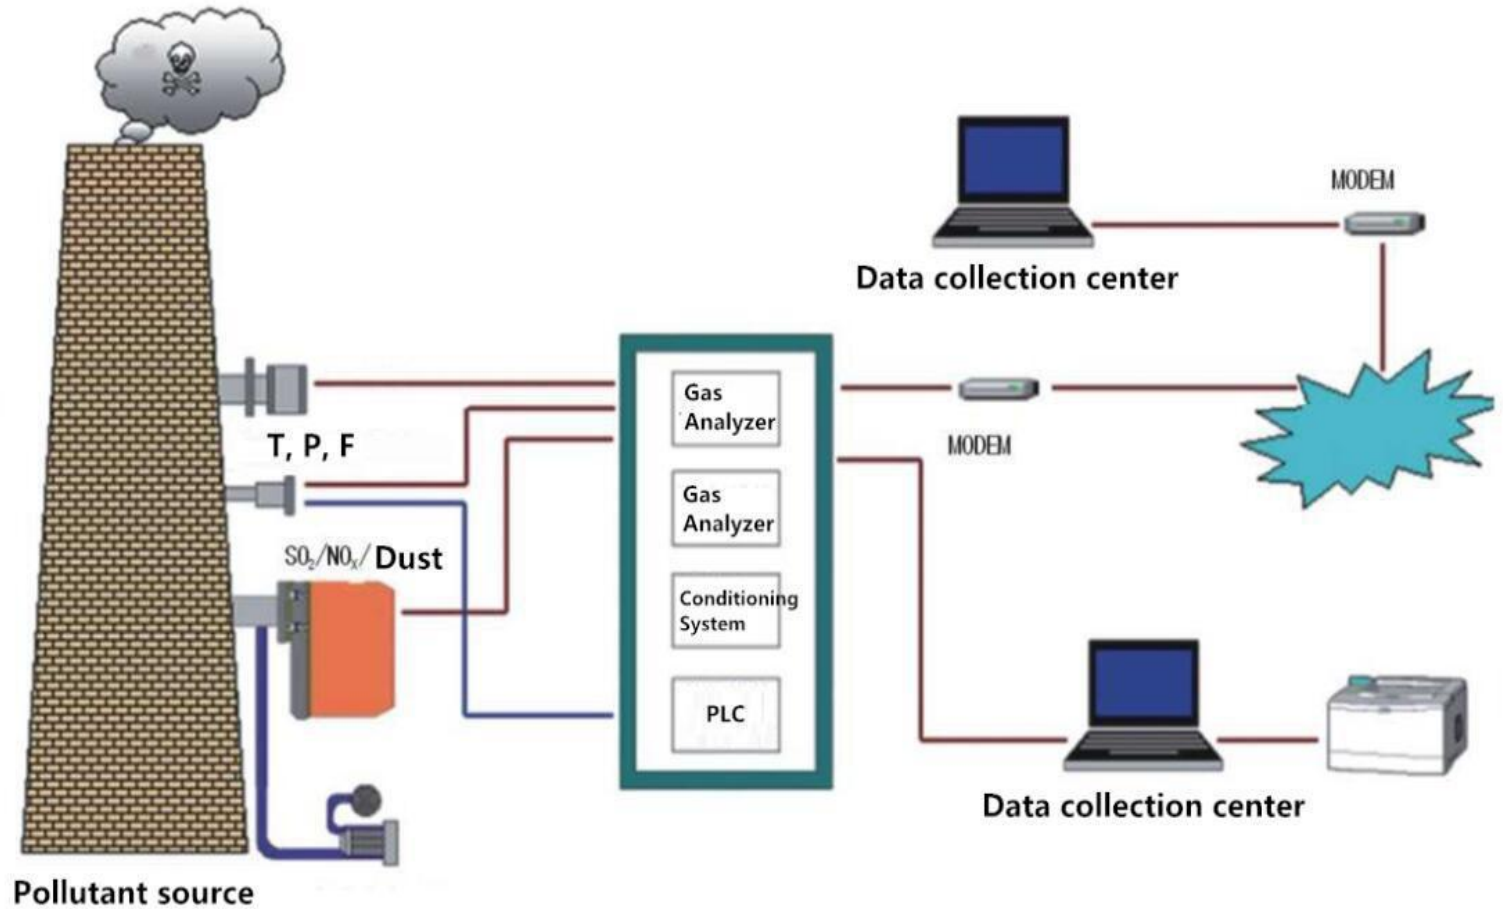 MODEM
Data collection center
Gas
Analyzer
T, P, F
MODEM
Gas
Analyzer
SO₂/NOₓ/ Dust
Conditioning
System
PLC
Data collection center
Pollutant source